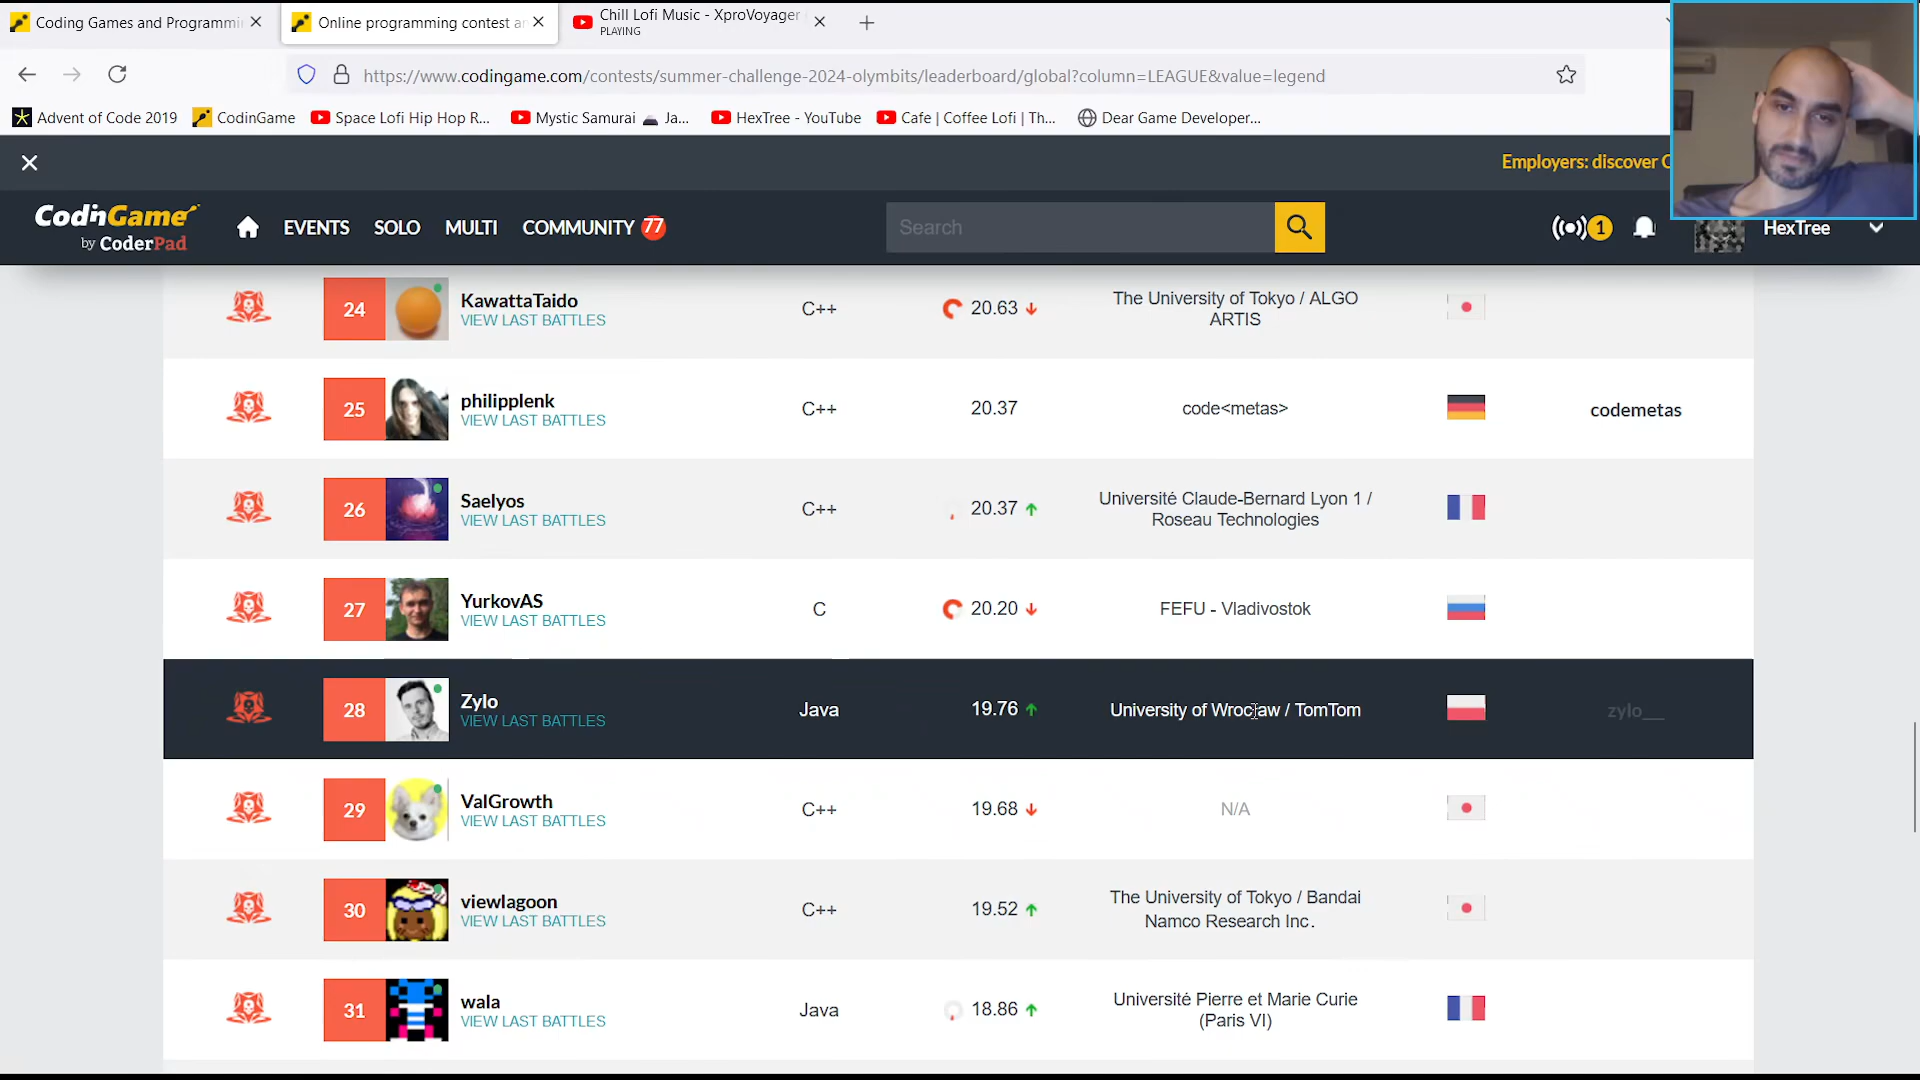 Coding Games and Programmi
Online programming contest a
Chill Lofi Music - XproVoyager
PLAYING
https://www.codingame.com/contests/summer-challenge-2024-olymbits/leaderboard/global?column=LEAGUE&value=legend
Advent of Code 2019
CodinGame
Space Lofi Hip Hop R...
Mystic Samurai 🗻 Ja...
HexTree - YouTube
Cafe | Coffee Lofi | Th...
Dear Game Developer...
Employers: discover C
CodinGame
by CoderPad
EVENTS
SOLO
MULTI
COMMUNITY
77
Search
1
HexTree
24
KawattaTaido
VIEW LAST BATTLES
C++
20.63
The University of Tokyo / ALGO
ARTIS
25
philipplenk
VIEW LAST BATTLES
C++
20.37
code<metas>
codemetas
26
Saelyos
VIEW LAST BATTLES
C++
20.37
Université Claude-Bernard Lyon 1 /
Roseau Technologies
27
YurkovAS
VIEW LAST BATTLES
C
20.20
FEFU - Vladivostok
28
Zylo
VIEW LAST BATTLES
Java
19.76
University of Wrocław / TomTom
zylo__
29
ValGrowth
VIEW LAST BATTLES
C++
19.68
N/A
30
viewlagoon
VIEW LAST BATTLES
C++
19.52
The University of Tokyo / Bandai
Namco Research Inc.
31
wala
VIEW LAST BATTLES
Java
18.86
Université Pierre et Marie Curie
(Paris VI)